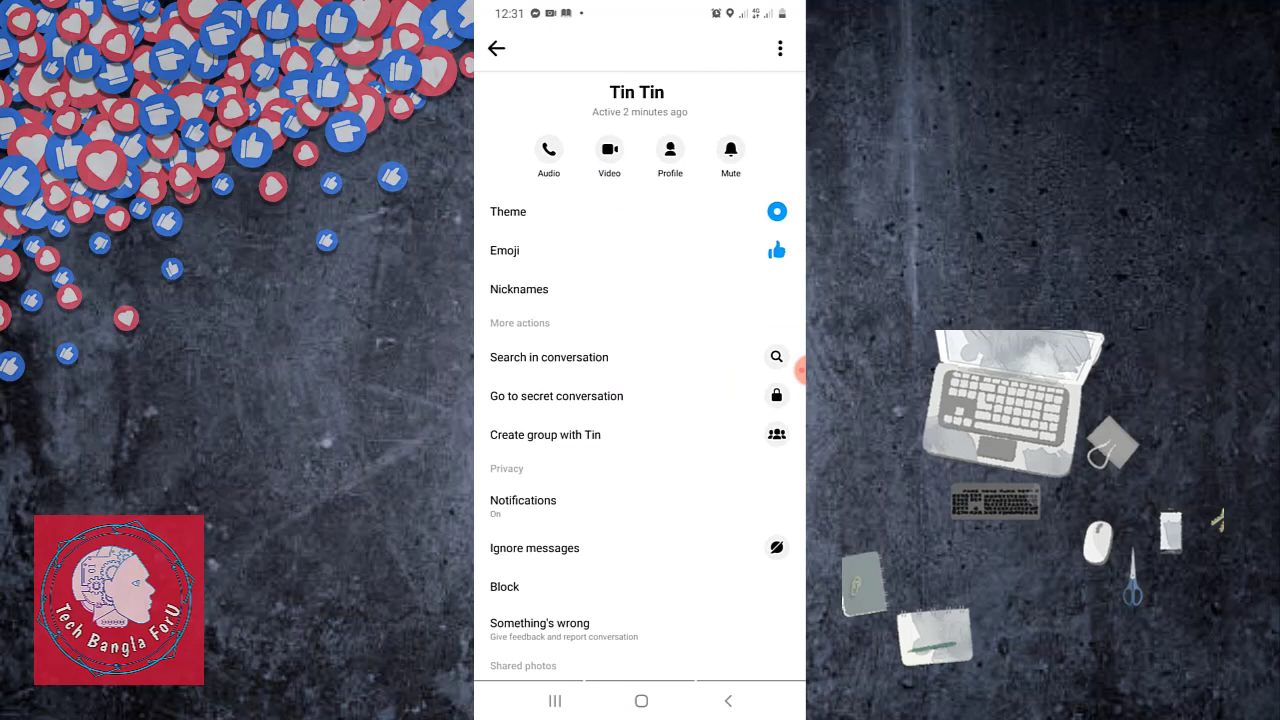 12:31
Tin Tin
Active 2 minutes ago
Audio Video Profile Mute
Theme
Emoji
Nicknames
More actions
Search in conversation
Go to secret conversation
Create group with Tin
Privacy
Notifications
On
Ignore messages
Block
Something's wrong
Give feedback and report conversation
Shared photos
Tech Bangla ForU